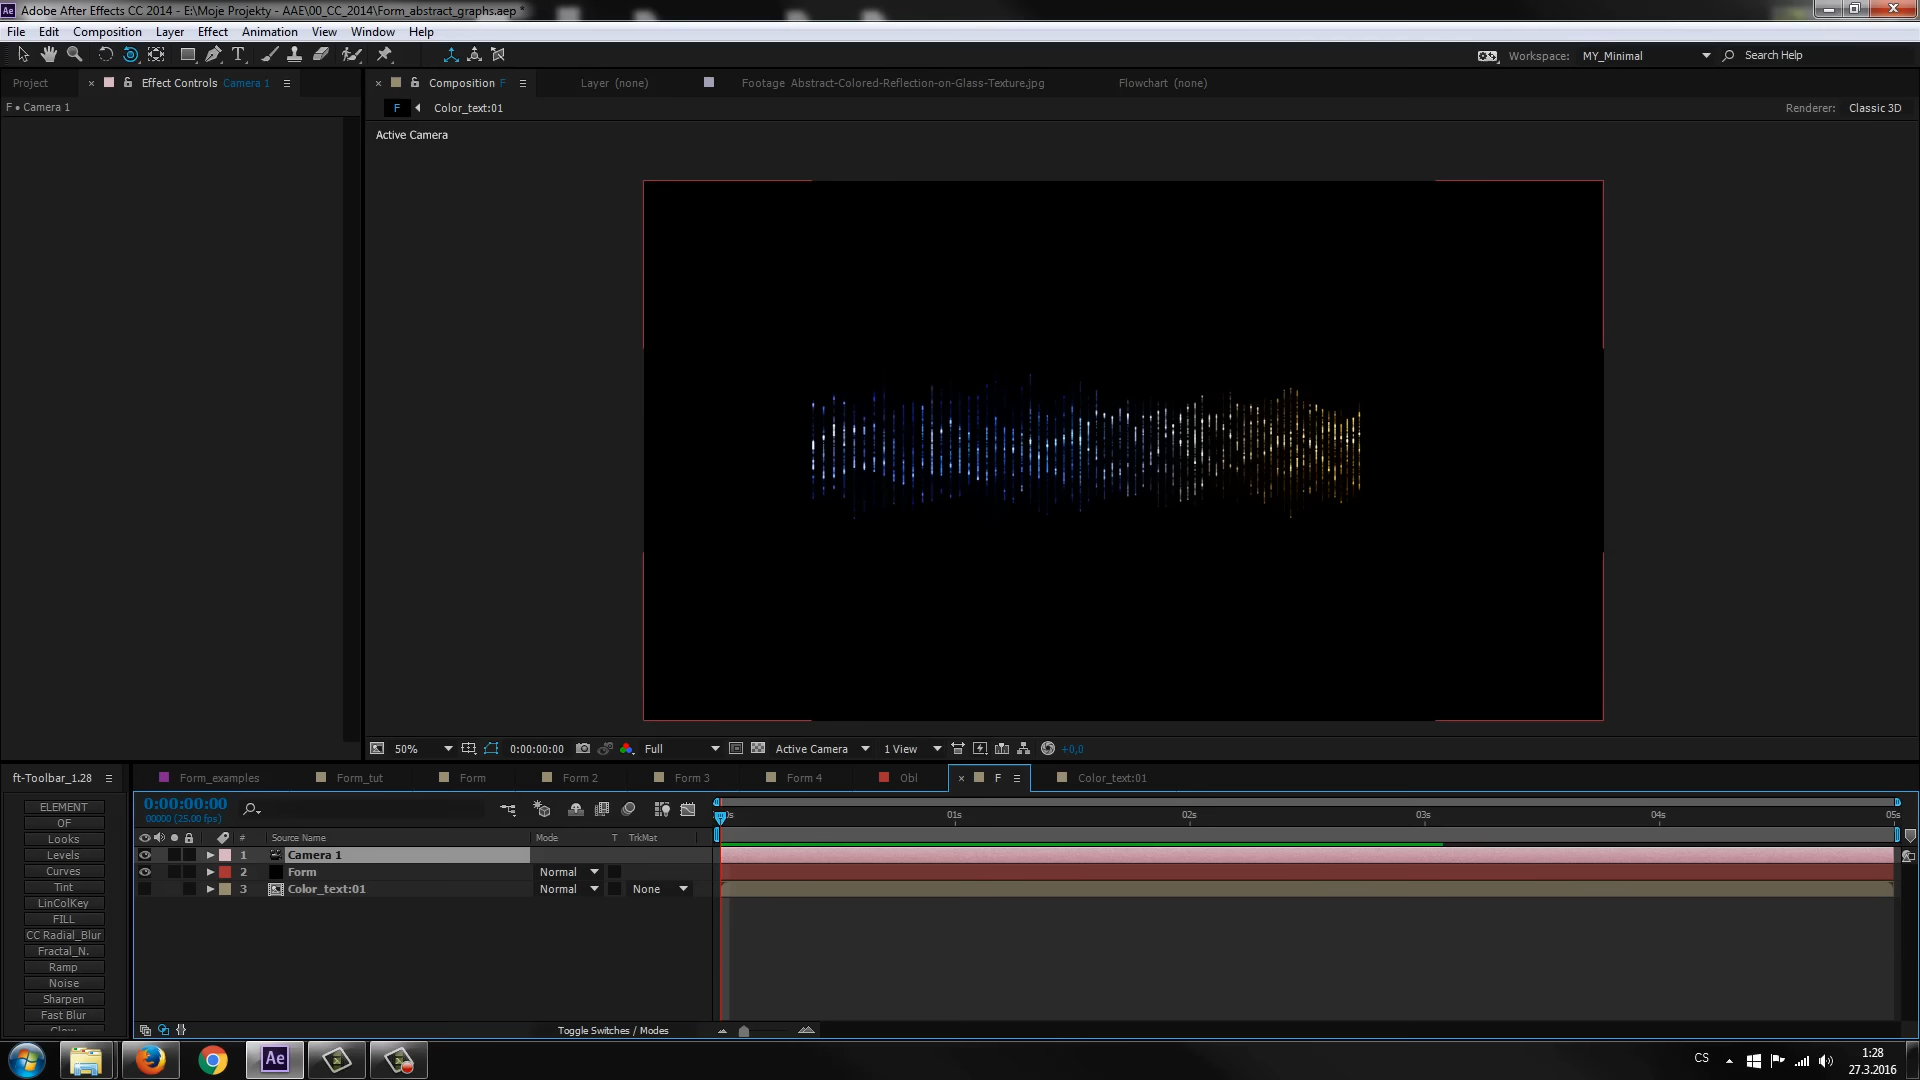 Ae Adobe After Effects CC 2014 - E:\Moje Projekty - AAE\00_CC_2014\Form_abstract_graphs.aep *
File Edit Composition Layer Effect Animation View Window Help
Workspace: MY_Minimal Search Help
Project × Effect Controls Camera 1 × Composition F Layer (none) Footage Abstract-Colored-Reflection-on-Glass-Texture.jpg Flowchart (none)
F • Camera 1 F Color_text:01 Renderer: Classic 3D
Active Camera
50% 0:00:00:00 Full Active Camera 1 View +0,0
ft-Toolbar_1.28 Form_examples Form_tut Form Form 2 Form 3 Form 4 Obl × F Color_text:01
0:00:00:00
00000 (25.00 fps)
01s 02s 03s 04s 05s
# Source Name Mode T TrkMat
1 Camera 1
2 Form Normal
3 Color_text:01 Normal None
ELEMENT
OF
Looks
Levels
Curves
Tint
LinColKey
FILL
CC Radial_Blur
Fractal_N.
Ramp
Noise
Sharpen
Fast Blur
Glow
Toggle Switches / Modes
Ae CS 1:28
27.3.2016